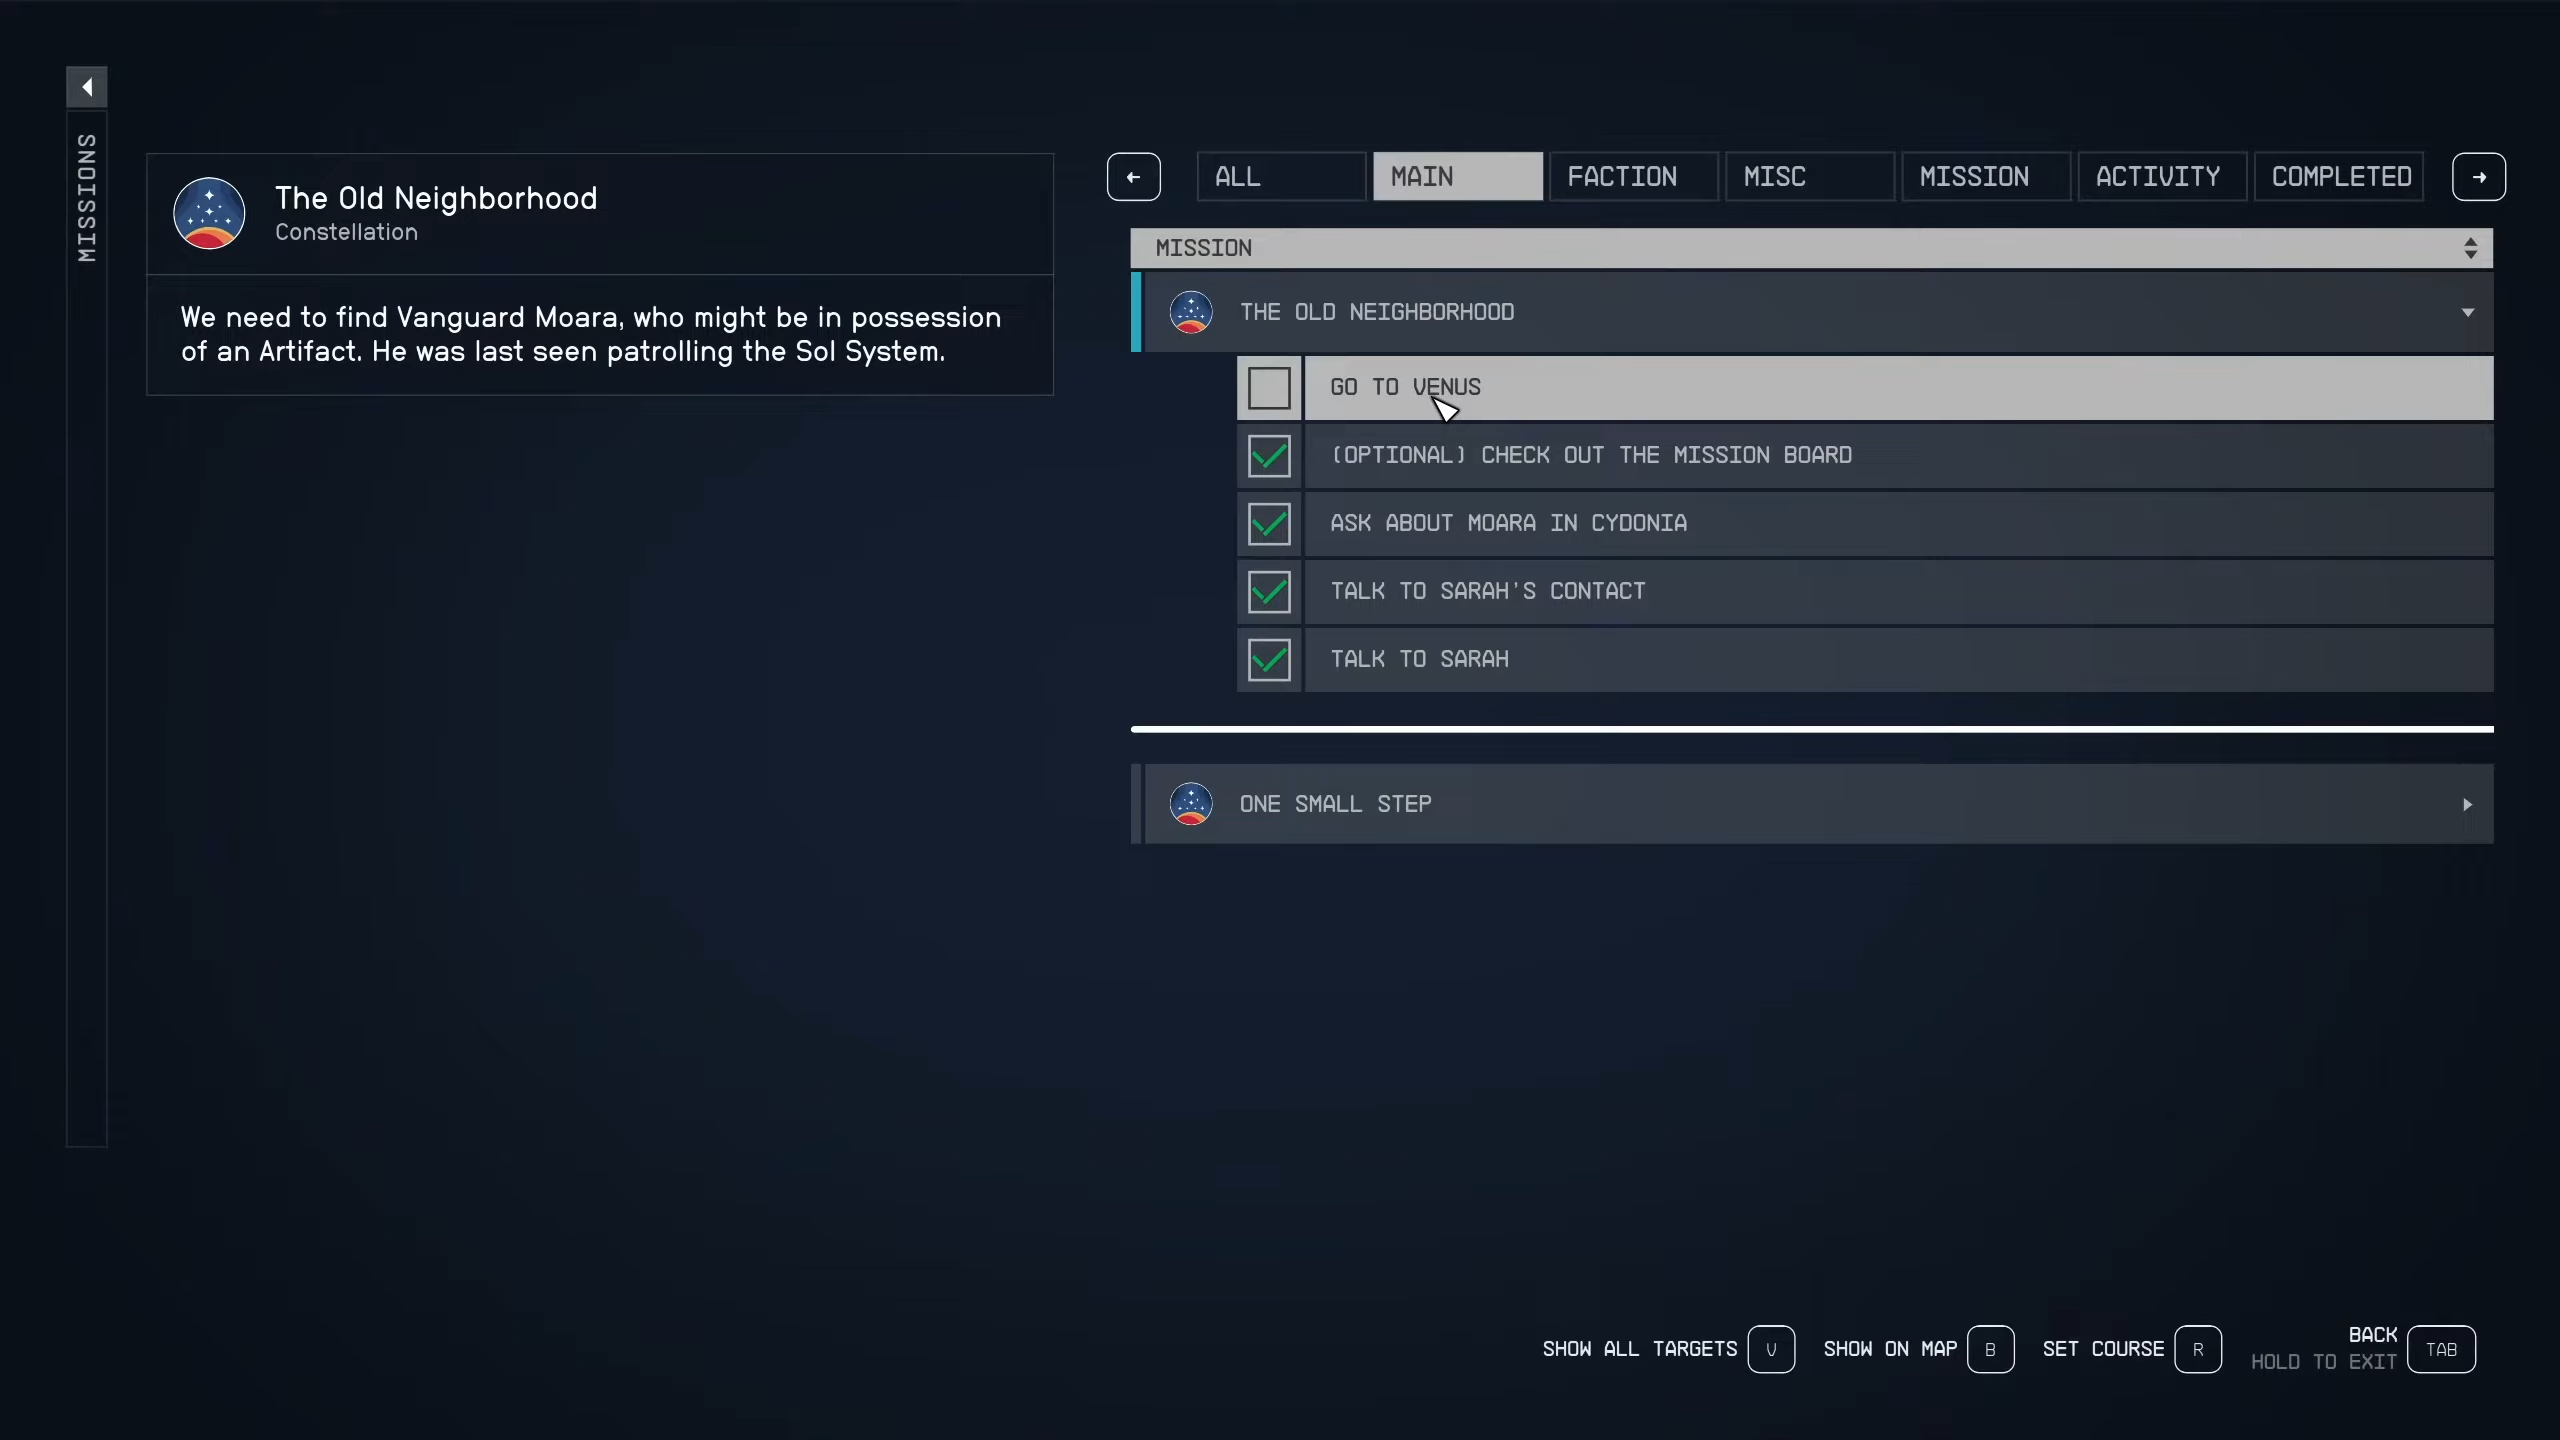 MISSIONS
The Old Neighborhood
Constellation
We need to find Vanguard Moara, who might be in possession
of an Artifact. He was last seen patrolling the Sol System.
ALL
MAIN
FACTION
MISC
MISSION
ACTIVITY
COMPLETED
MISSION
THE OLD NEIGHBORHOOD
GO TO VENUS
(OPTIONAL) CHECK OUT THE MISSION BOARD
ASK ABOUT MOARA IN CYDONIA
TALK TO SARAH'S CONTACT
TALK TO SARAH
ONE SMALL STEP
SHOW ALL TARGETS V
SHOW ON MAP B
SET COURSE R
BACK
HOLD TO EXIT
TAB